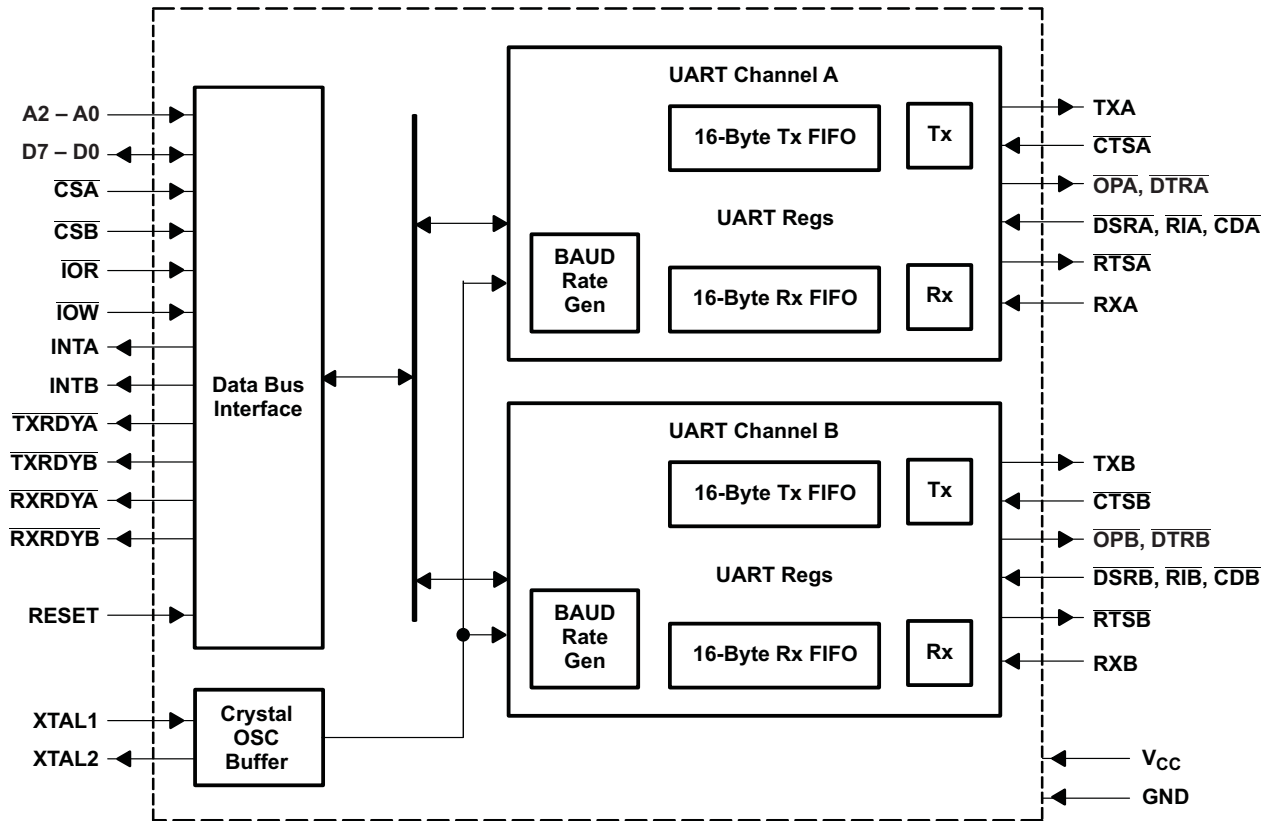 A2 – A0
D7 – D0
CSA
CSB
IOR
IOW
INTA
INTB
TXRDYA
TXRDYB
RXRDYA
RXRDYB
RESET
XTAL1
XTAL2
Data Bus
Interface
Crystal
OSC
Buffer
UART Channel A
16-Byte Tx FIFO
Tx
UART Regs
BAUD
Rate
Gen
16-Byte Rx FIFO
Rx
UART Channel B
16-Byte Tx FIFO
Tx
UART Regs
BAUD
Rate
Gen
16-Byte Rx FIFO
Rx
TXA
CTSA
OPA, DTRA
DSRA, RIA, CDA
RTSA
RXA
TXB
CTSB
OPB, DTRB
DSRB, RIB, CDB
RTSB
RXB
VCC
GND